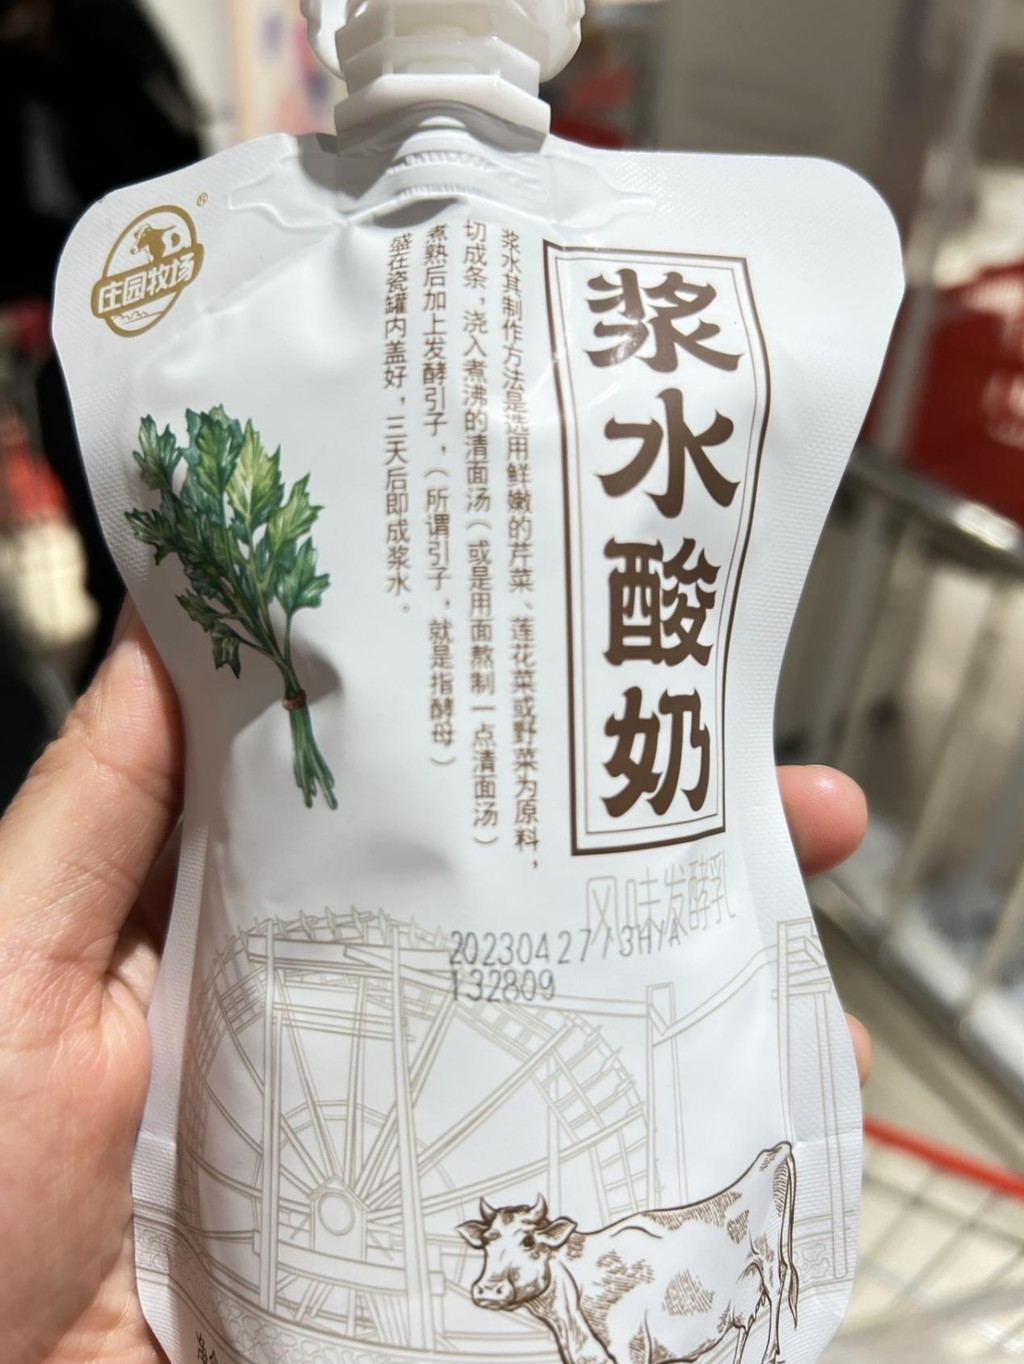 庄园牧场
®
浆水酸奶
浆水其制作方法是选用鲜嫩的芹菜、莲花菜或野菜为原料，
切成条，浇入煮沸的清面汤（或是用面熬制一点清面汤）
煮熟后加上发酵引子，（所谓引子，就是指酵母）
盛在瓷罐内盖好，三天后即成浆水。
风味发酵乳
132809